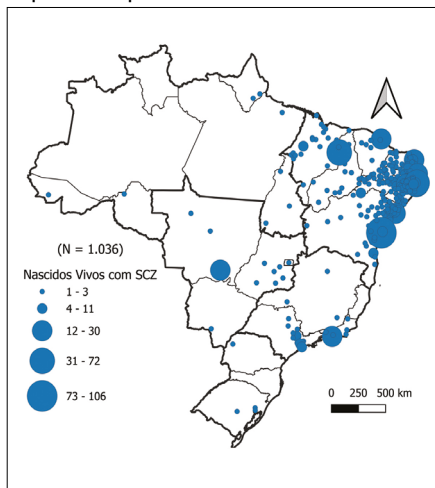 (N = 1.036)
Nascidos Vivos com SCZ
1 - 3
4 - 11
12 - 30
31 - 72
73 - 106
0 250 500 km